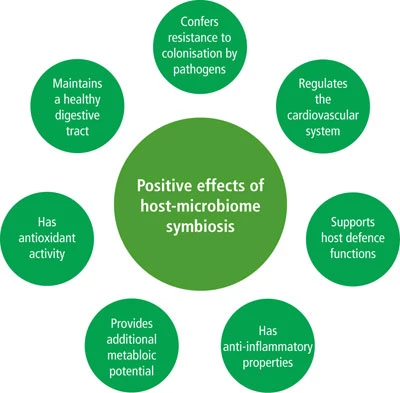 Confers
resistance to
colonisation by
pathogens
Regulates
the
cardiovascular
system
Supports
host defence
functions
Has
anti-inflammatory
properties
Provides
additional
metabloic
potential
Has
antioxidant
activity
Maintains
a healthy
digestive
tract
Positive effects of
host-microbiome
symbiosis